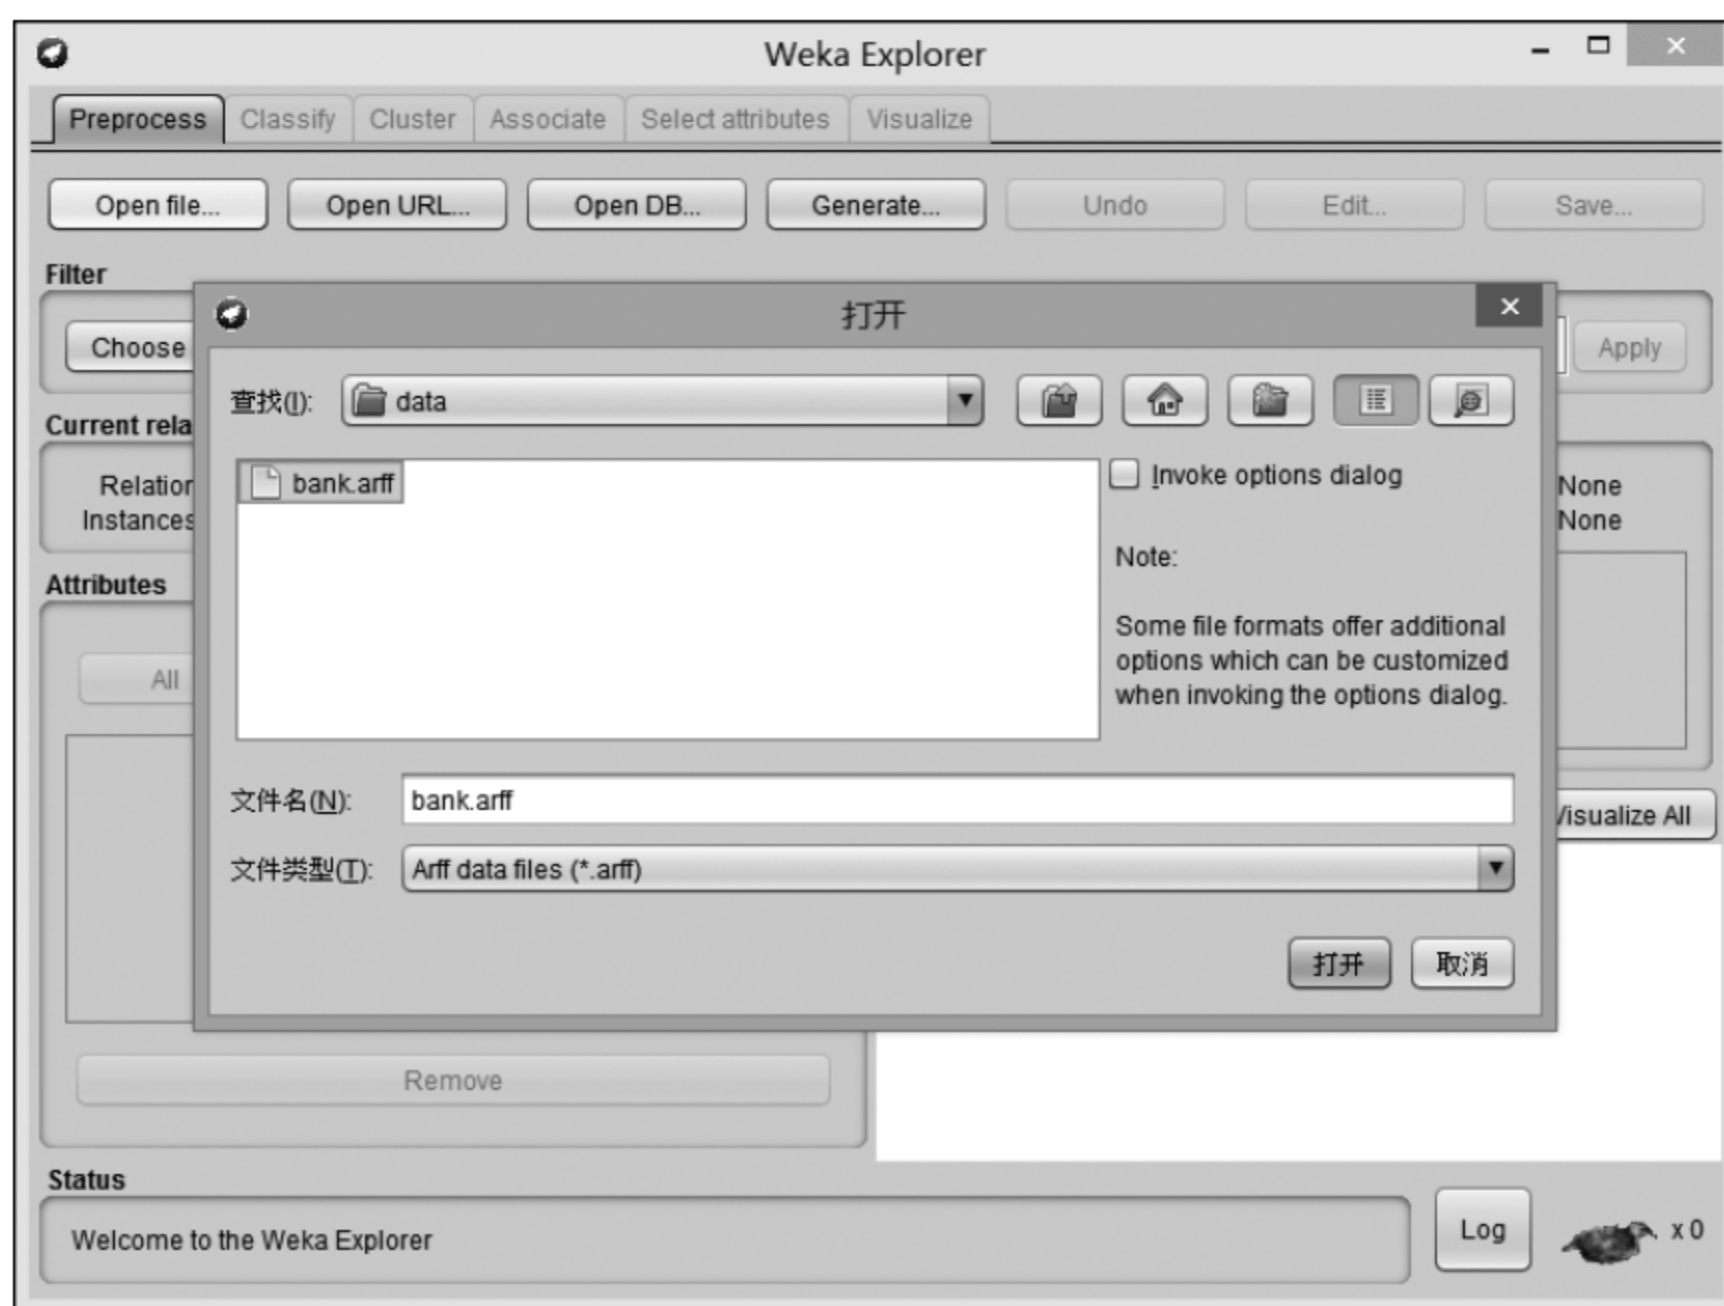 Weka Explorer
Preprocess Classify Cluster Associate Select attributes Visualize
Open file... Open URL... Open DB... Generate... Undo Edit... Save...
Filter
打开
Choose
Apply
查找(I): data
Current rela
bank.arff
Invoke options dialog
Relation
None
Instances
None
Note:
Attributes
Some file formats offer additional
options which can be customized
when invoking the options dialog.
All
文件名(N): bank.arff
Visualize All
文件类型(T): Arff data files (*.arff)
打开 取消
Remove
Status
Welcome to the Weka Explorer
Log
x 0